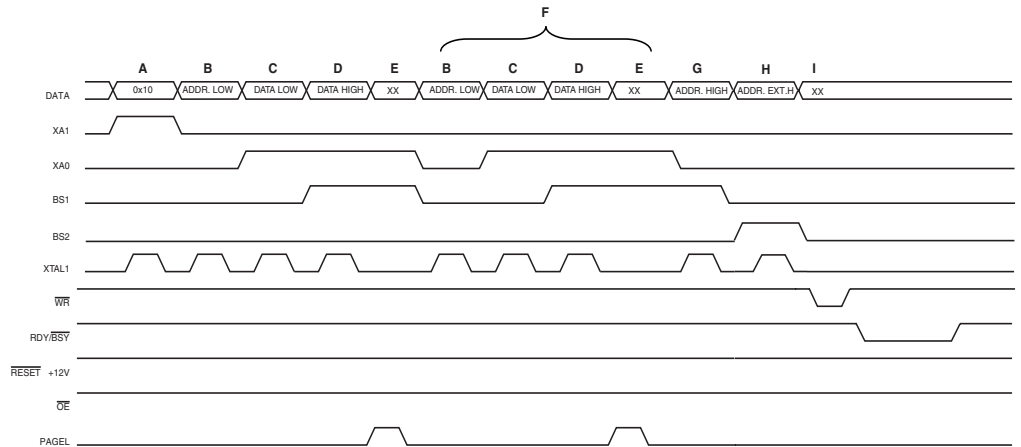 F
A B C D E B C D E G H I
DATA 0x10 ADDR. LOW DATA LOW DATA HIGH XX ADDR. LOW DATA LOW DATA HIGH XX ADDR. HIGH ADDR. EXT.H XX
XA1
XA0
BS1
BS2
XTAL1
WR
RDY/BSY
RESET +12V
OE
PAGEL